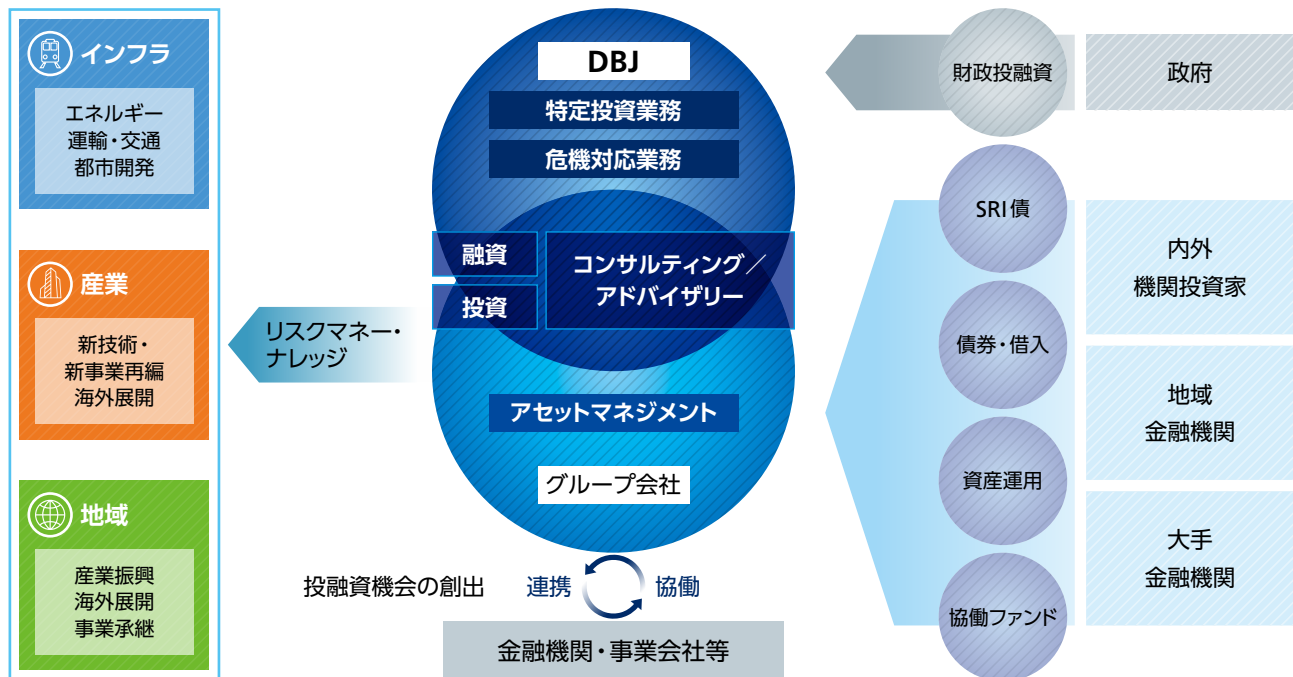 インフラ
エネルギー
運輸・交通
都市開発
産業
新技術・
新事業再編
海外展開
地域
産業振興
海外展開
事業承継
リスクマネー・
ナレッジ
DBJ
特定投資業務
危機対応業務
融資
投資
コンサルティング／
アドバイザリー
アセットマネジメント
グループ会社
投融資機会の創出 連携 協働
金融機関・事業会社等
財政投融資
政府
SRI債
債券・借入
資産運用
協働ファンド
内外
機関投資家
地域
金融機関
大手
金融機関